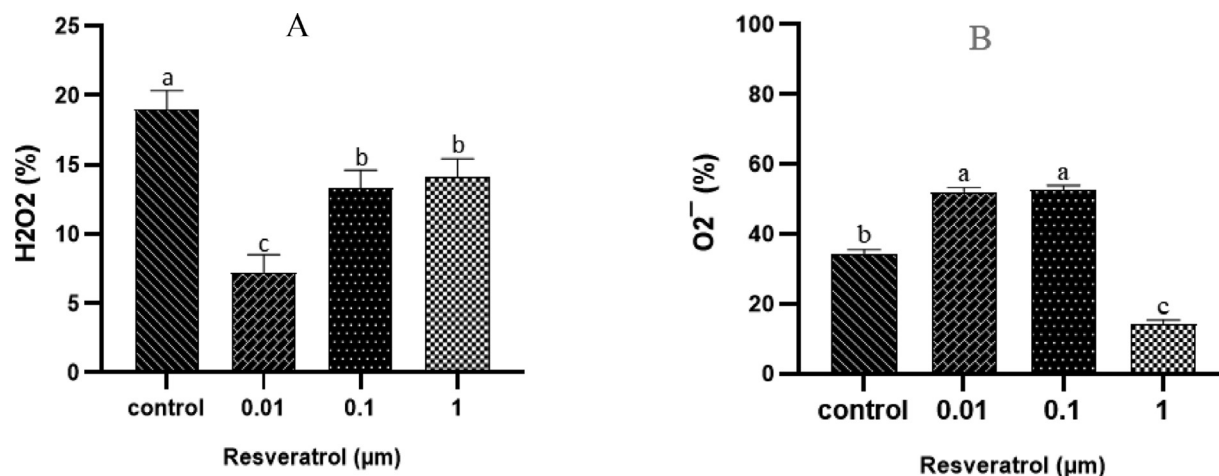 A
25
20
15
10
5
0
H2O2 (%)
a
c
b
b
control 0.01 0.1 1
Resveratrol (µm)
B
100
80
60
40
20
0
O2¯ (%)
b
a
a
c
control 0.01 0.1 1
Resveratrol (µm)